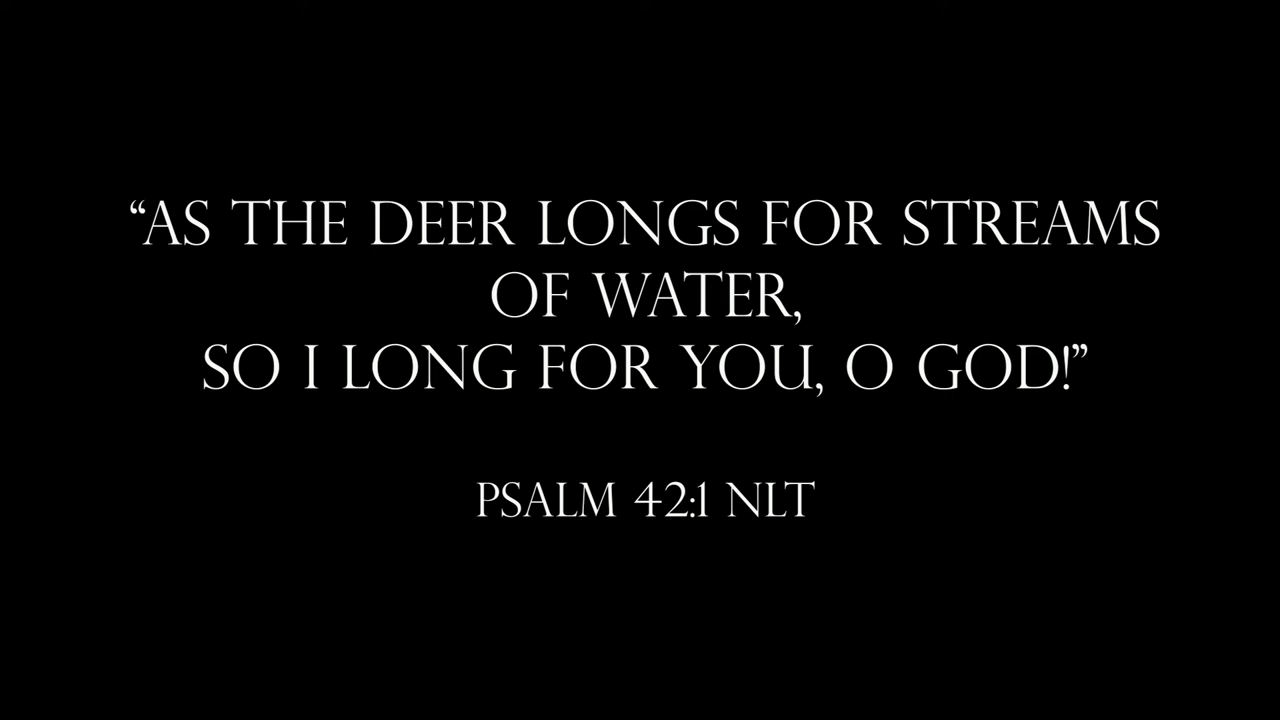 “AS THE DEER LONGS FOR STREAMS
OF WATER,
SO I LONG FOR YOU, O GOD!”
PSALM 42:1 NLT